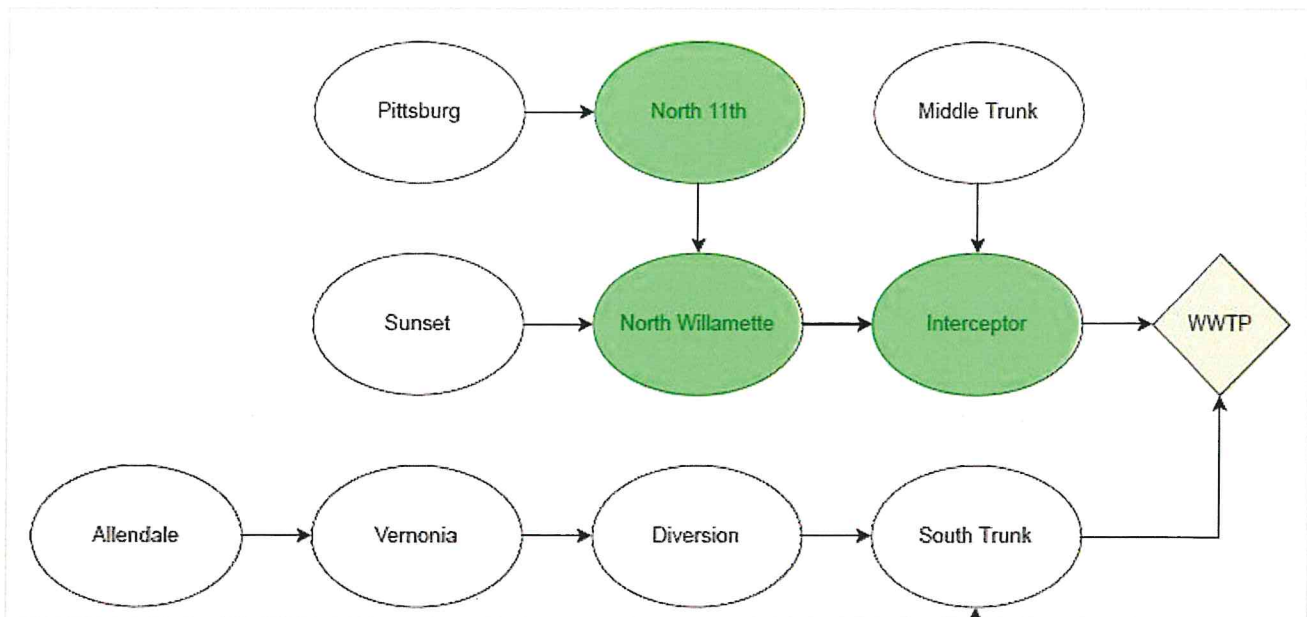 Pittsburg
North 11th
Middle Trunk
Sunset
North Willamette
Interceptor
WWTP
Allendale
Vernonia
Diversion
South Trunk